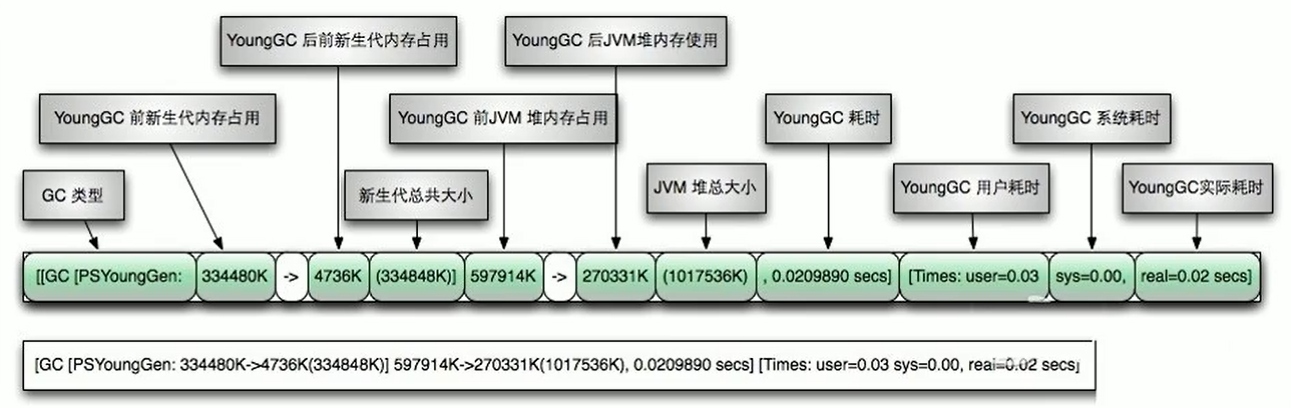 YoungGC 后前新生代内存占用
YoungGC 后JVM堆内存使用
YoungGC 前新生代内存占用
YoungGC 前JVM 堆内存占用
YoungGC 耗时
YoungGC 系统耗时
GC 类型
新生代总共大小
JVM 堆总大小
YoungGC 用户耗时
YoungGC实际耗时
[[GC [PSYoungGen: 334480K -> 4736K (334848K)] 597914K -> 270331K (1017536K) , 0.0209890 secs] [Times: user=0.03 sys=0.00, real=0.02 secs]
[GC [PSYoungGen: 334480K->4736K(334848K)] 597914K->270331K(1017536K), 0.0209890 secs] [Times: user=0.03 sys=0.00, real=0.02 secs]